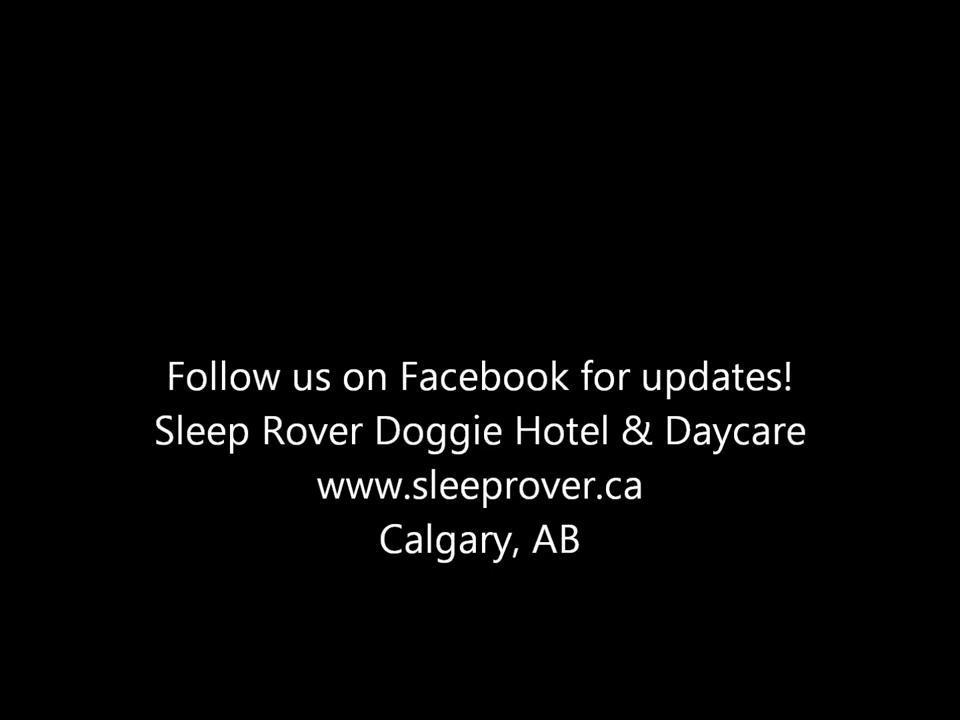 Follow us on Facebook for updates!
Sleep Rover Doggie Hotel & Daycare
www.sleeprover.ca
Calgary, AB